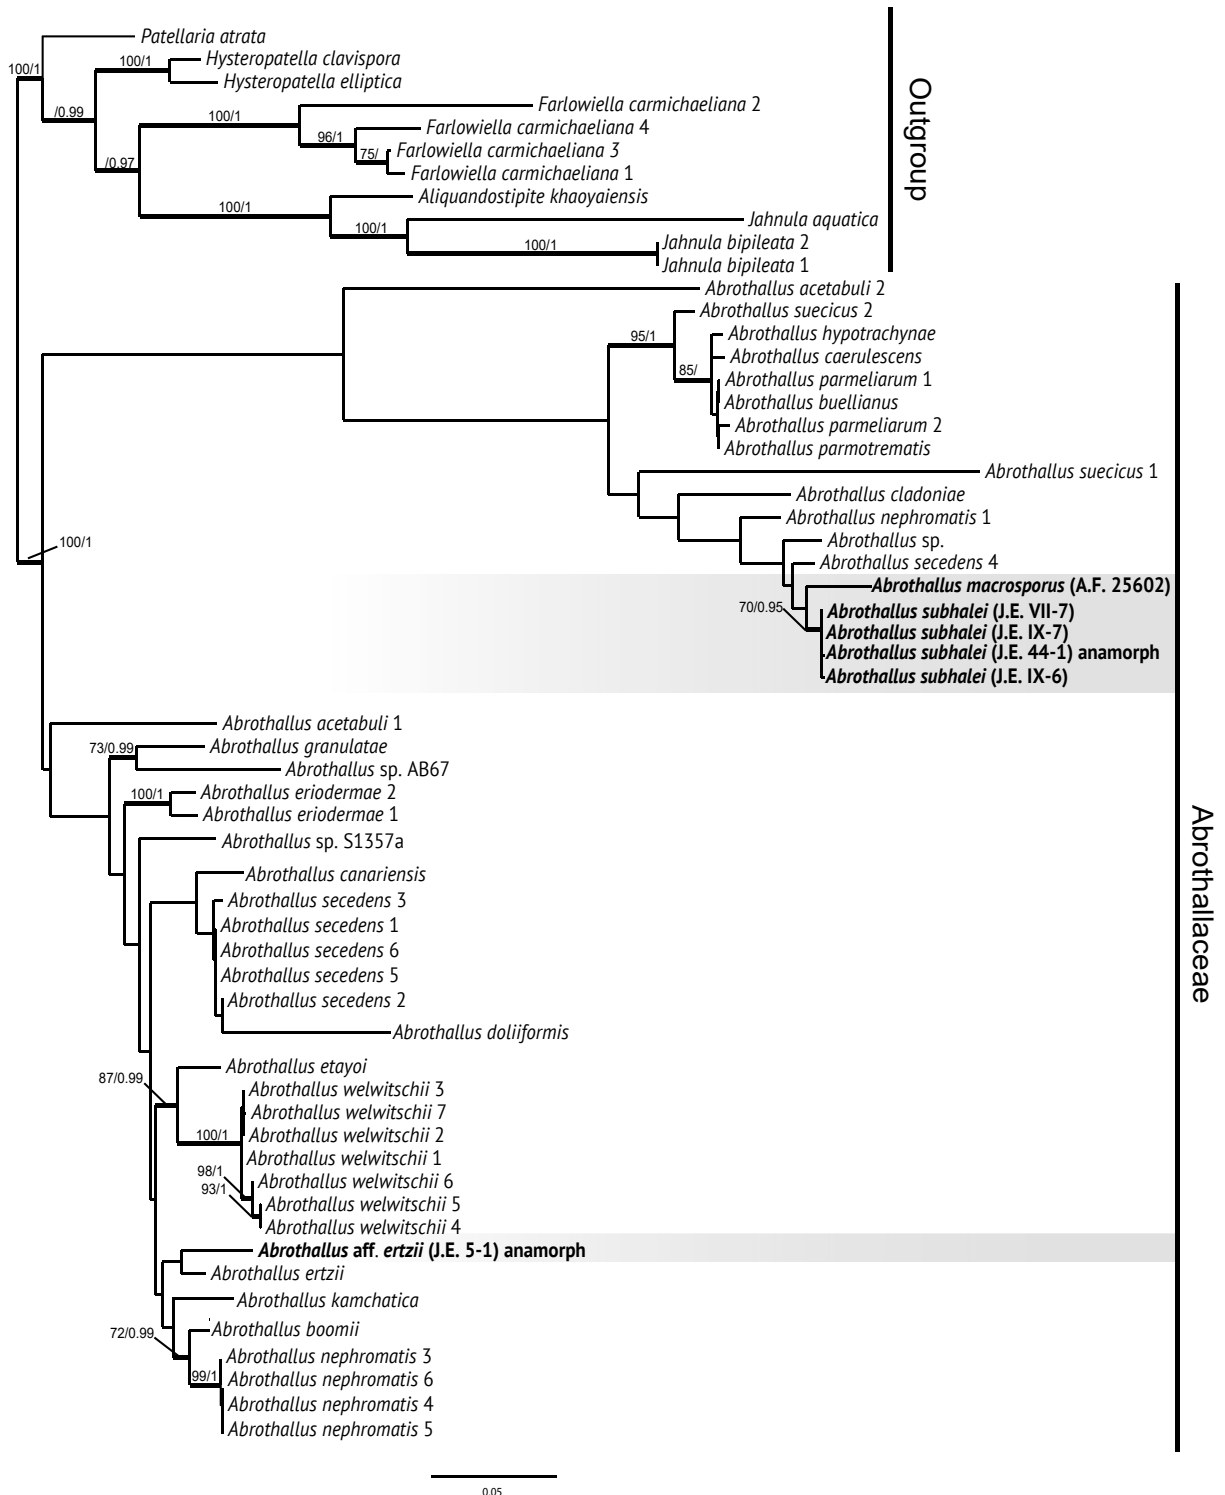 Patellaria atrata
100/1
Hysteropatella clavispora
100/1
Hysteropatella elliptica
/0.99
Farlowiella carmichaeliana 2
100/1
Farlowiella carmichaeliana 4
96/1
Farlowiella carmichaeliana 3
75/
/0.97
Farlowiella carmichaeliana 1
Aliquandostipite khaoyaiensis
100/1
Jahnula aquatica
100/1
Jahnula bipileata 2
100/1
Jahnula bipileata 1
Outgroup
Abrothallus acetabuli 2
Abrothallus suecicus 2
95/1
Abrothallus hypotrachynae
Abrothallus caerulescens
85/
Abrothallus parmeliarum 1
Abrothallus buellianus
Abrothallus parmeliarum 2
Abrothallus parmotrematis
Abrothallus suecicus 1
Abrothallus cladoniae
Abrothallus nephromatis 1
Abrothallus sp.
100/1
Abrothallus secedens 4
Abrothallus macrosporus (A.F. 25602)
70/0.95
Abrothallus subhalei (J.E. VII-7)
Abrothallus subhalei (J.E. IX-7)
Abrothallus subhalei (J.E. 44-1) anamorph
Abrothallus subhalei (J.E. IX-6)
Abrothallus acetabuli 1
73/0.99
Abrothallus granulatae
Abrothallus sp. AB67
100/1
Abrothallus eriodermae 2
Abrothallus eriodermae 1
Abrothallus sp. S1357a
Abrothallus canariensis
Abrothallus secedens 3
Abrothallus secedens 1
Abrothallus secedens 6
Abrothallus secedens 5
Abrothallus secedens 2
Abrothallus doliiformis
Abrothallaceae
Abrothallus etayoi
87/0.99
Abrothallus welwitschii 3
Abrothallus welwitschii 7
100/1
Abrothallus welwitschii 2
Abrothallus welwitschii 1
98/1
Abrothallus welwitschii 6
93/1
Abrothallus welwitschii 5
Abrothallus welwitschii 4
Abrothallus aff. ertzii (J.E. 5-1) anamorph
Abrothallus ertzii
Abrothallus kamchatica
72/0.99
Abrothallus boomii
Abrothallus nephromatis 3
99/1
Abrothallus nephromatis 6
Abrothallus nephromatis 4
Abrothallus nephromatis 5
0.05